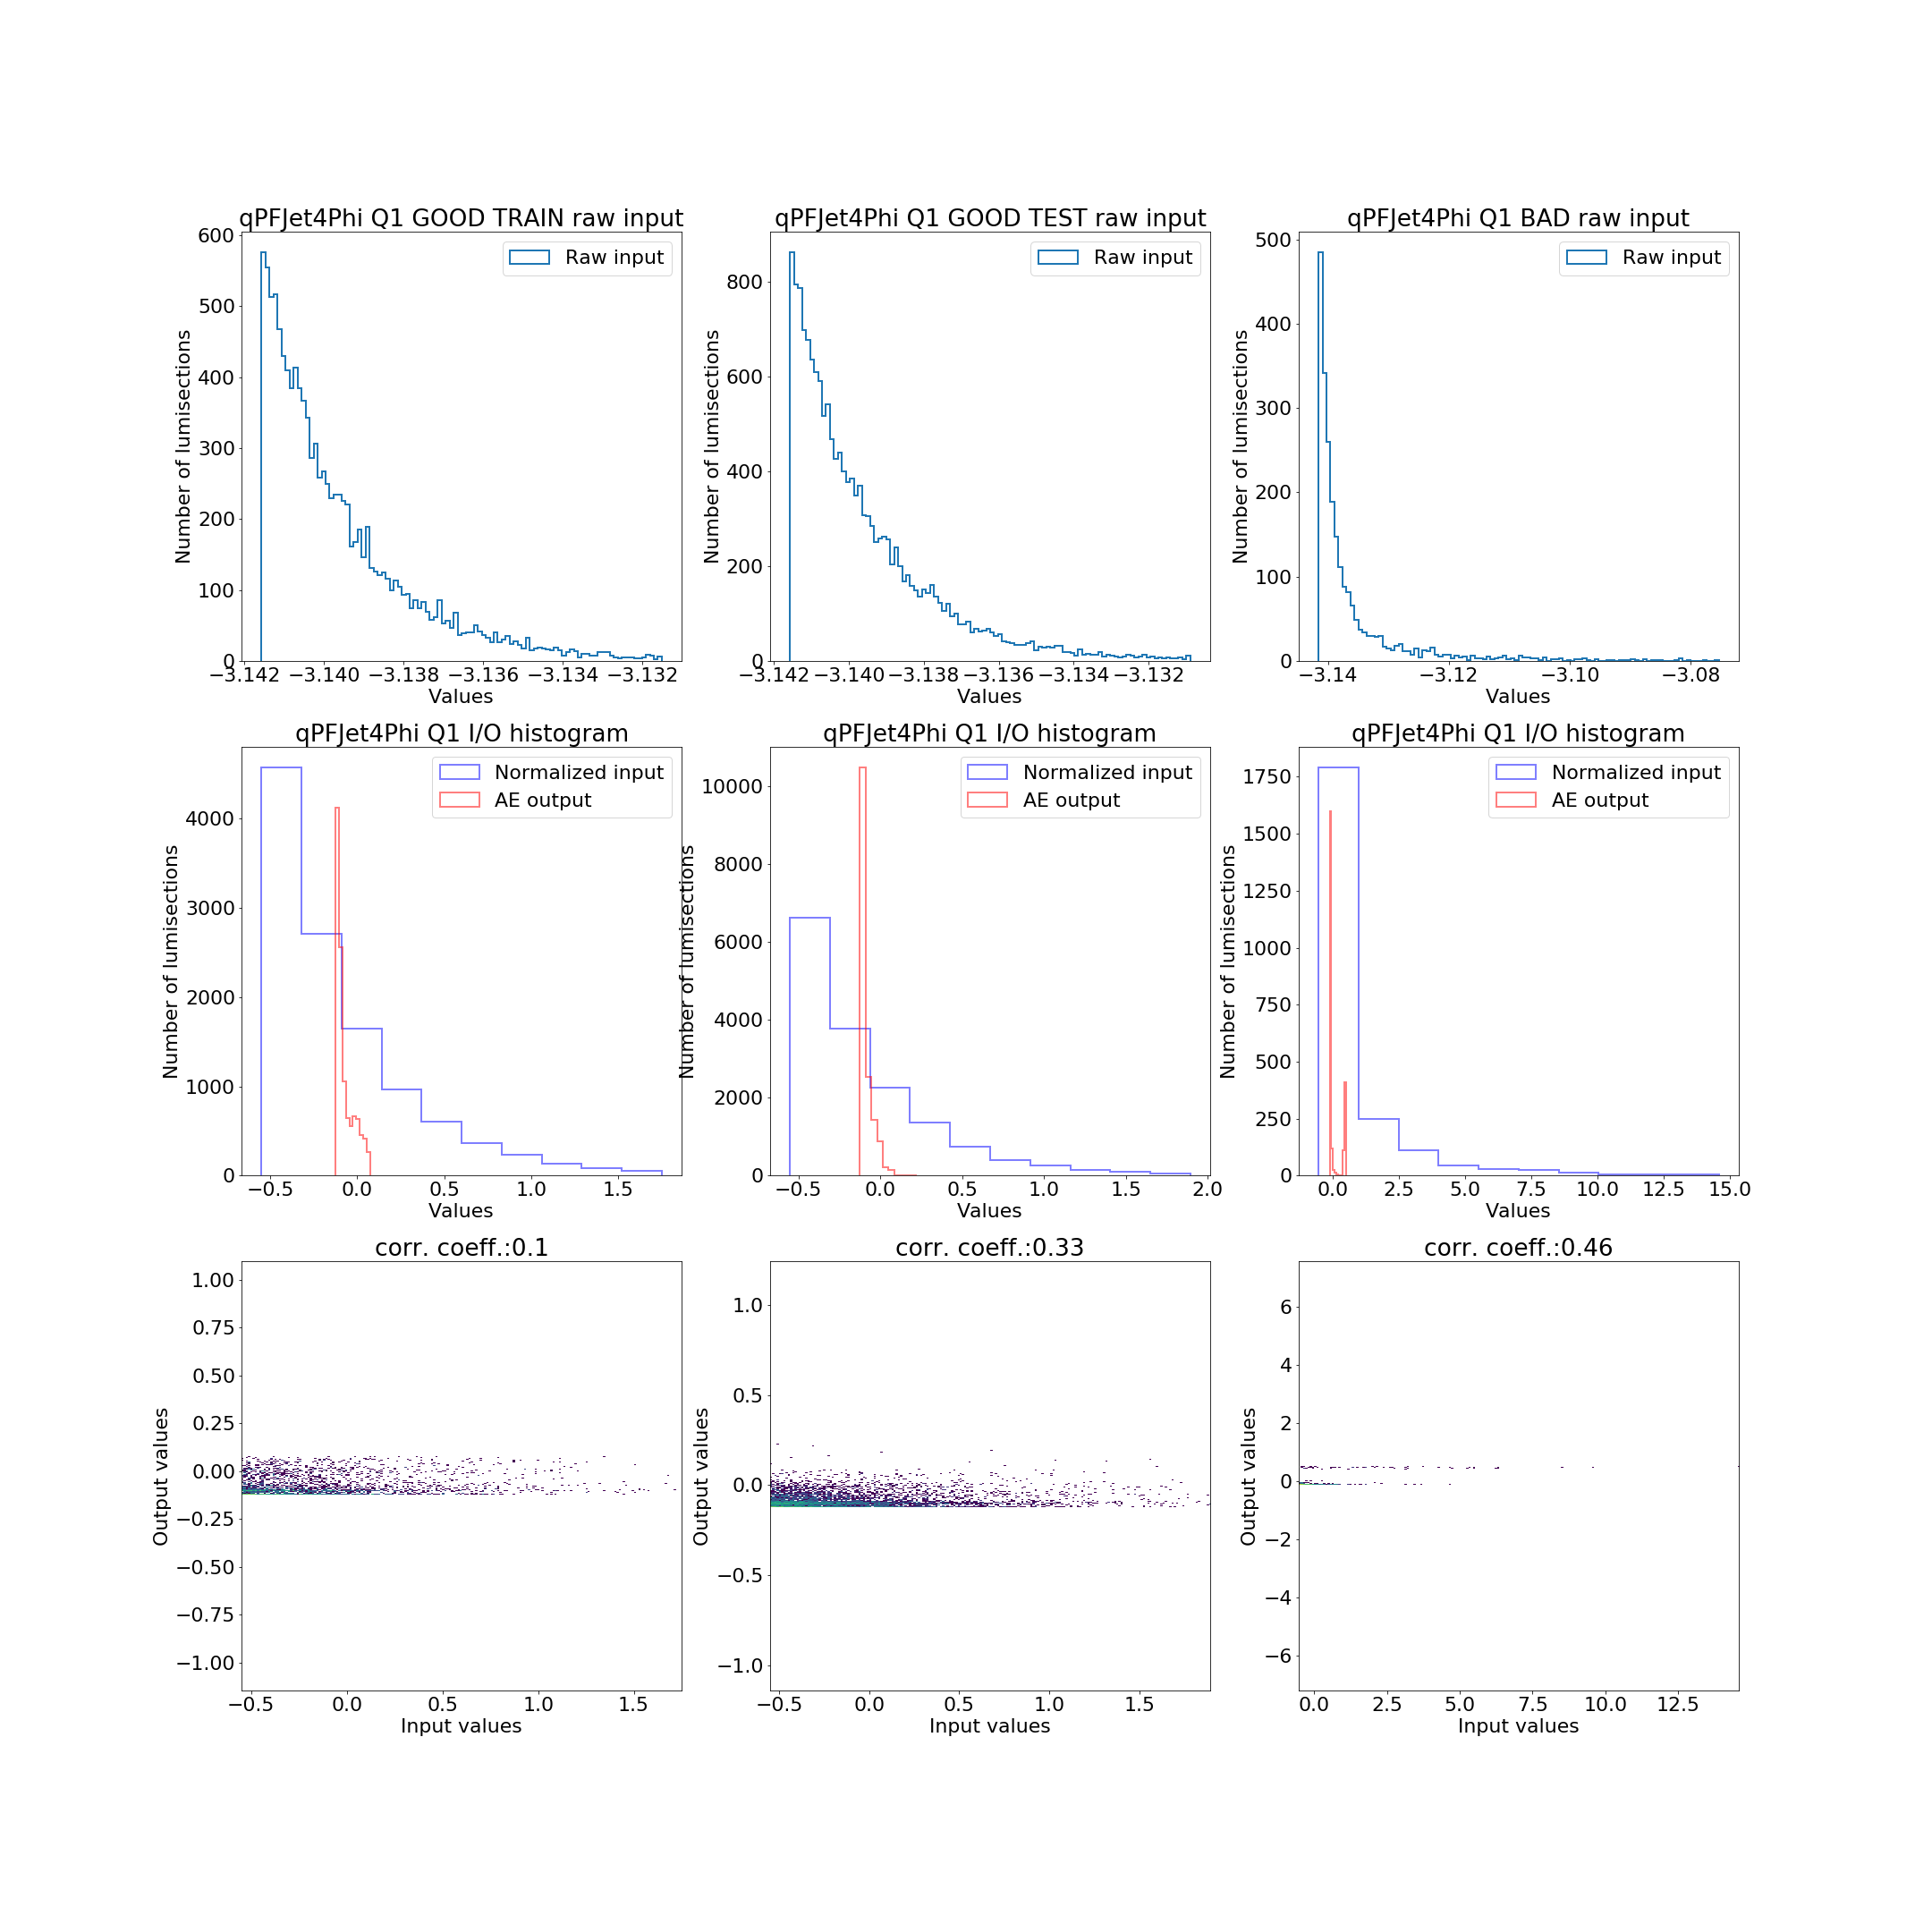 qPFJet4Phi Q1 GOOD TRAIN raw input
600
500
400
300
200
100
0
Number of lumisections
Raw input
−3.142 −3.140 −3.138 −3.136 −3.134 −3.132
Values
qPFJet4Phi Q1 GOOD TEST raw input
800
600
400
200
0
Number of lumisections
Raw input
−3.142 −3.140 −3.138 −3.136 −3.134 −3.132
Values
qPFJet4Phi Q1 BAD raw input
500
400
300
200
100
0
Number of lumisections
Raw input
−3.14 −3.12 −3.10 −3.08
Values
qPFJet4Phi Q1 I/O histogram
4000
3000
2000
1000
0
Number of lumisections
Normalized input
AE output
−0.5 0.0 0.5 1.0 1.5
Values
qPFJet4Phi Q1 I/O histogram
10000
8000
6000
4000
2000
0
Number of lumisections
Normalized input
AE output
−0.5 0.0 0.5 1.0 1.5 2.0
Values
qPFJet4Phi Q1 I/O histogram
1750
1500
1250
1000
750
500
250
0
Number of lumisections
Normalized input
AE output
0.0 2.5 5.0 7.5 10.0 12.5 15.0
Values
corr. coeff.:0.1
1.00
0.75
0.50
0.25
0.00
−0.25
−0.50
−0.75
−1.00
Output values
−0.5 0.0 0.5 1.0 1.5
Input values
corr. coeff.:0.33
1.0
0.5
0.0
−0.5
−1.0
Output values
−0.5 0.0 0.5 1.0 1.5
Input values
corr. coeff.:0.46
6
4
2
0
−2
−4
−6
Output values
0.0 2.5 5.0 7.5 10.0 12.5
Input values